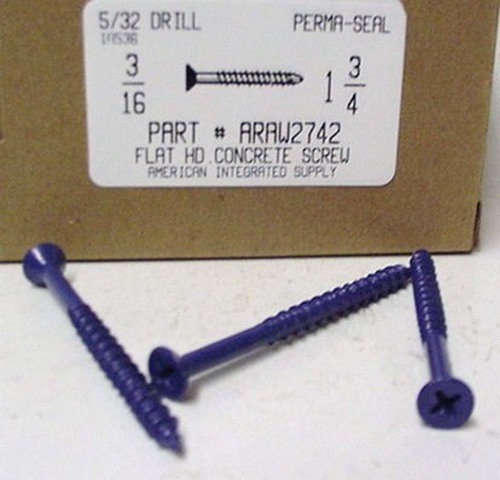 5/32 DRILL PERMA-SEAL
1A536
3/16 1 3/4
PART # ARAW2742
FLAT HD. CONCRETE SCREW
AMERICAN INTEGRATED SUPPLY